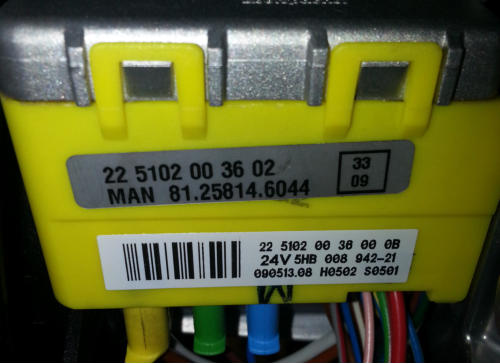 22 5102 00 36 02
MAN 81.25814.6044
33
09
22 5102 00 36 00 0B
24V 5HB 008 942-21
090513.08 H0502 S0501